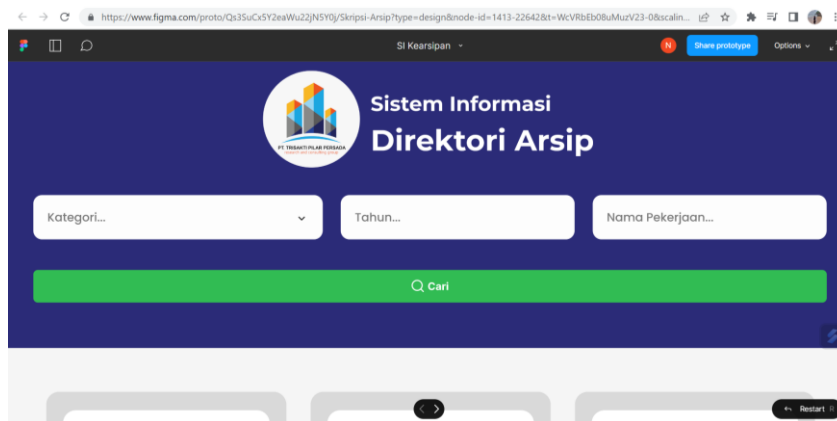 https://www.figma.com/proto/Qs3SuCx5Y2eaWu22jN5Y0j/Skripsi-Arsip?type=design&node-id=1413-22642&t=WcVRbEb08uMuzV23-0&scalin...
SI Kearsipan
N
Share prototype
Options
PT. TRISAKTI PILAR PERSADA
Sistem Informasi
Direktori Arsip
Kategori...
Tahun...
Nama Pekerjaan...
Cari
Restart
R